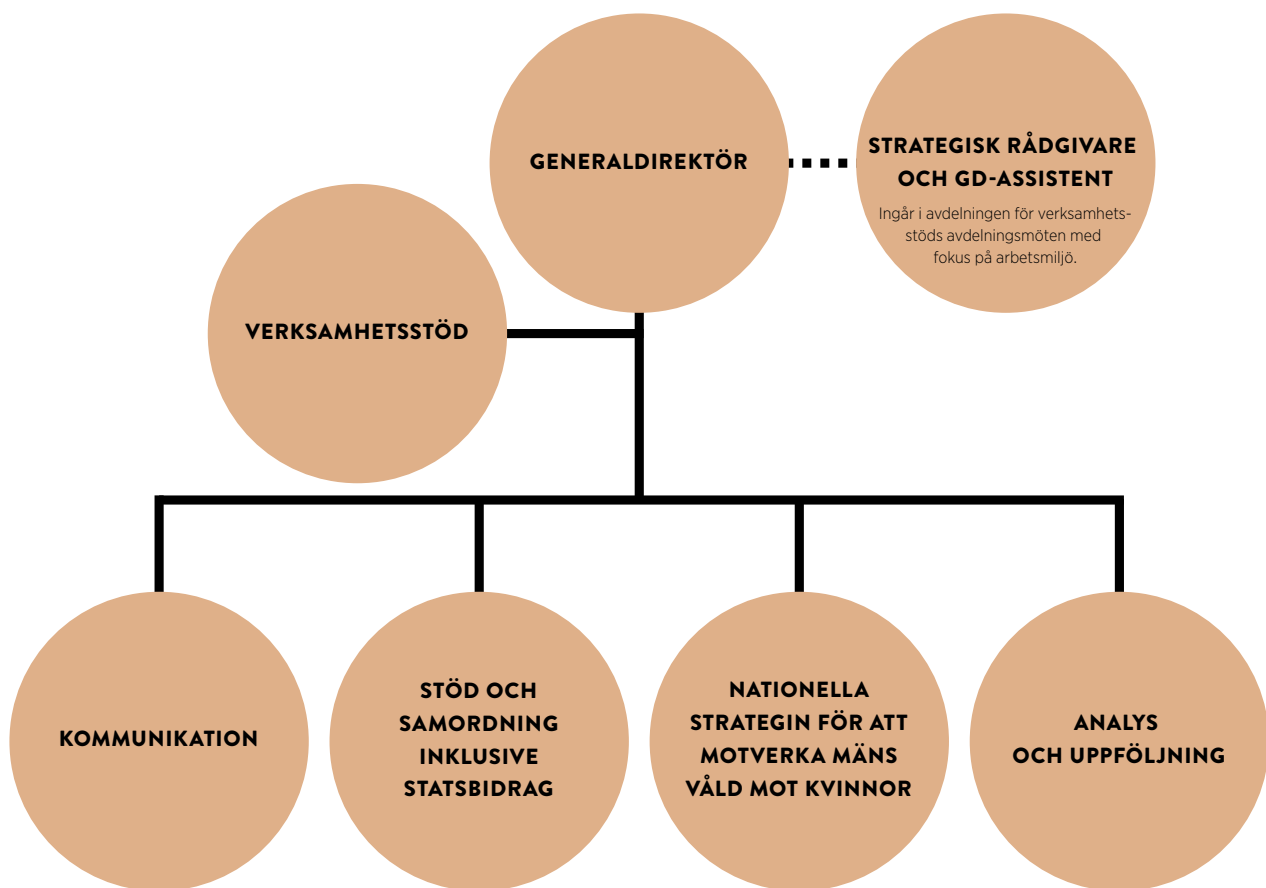 GENERALDIREKTÖR
STRATEGISK RÅDGIVARE
OCH GD-ASSISTENT
Ingår i avdelningen för verksamhets-
stöds avdelningsmöten med
fokus på arbetsmiljö.
VERKSAMHETSSTÖD
KOMMUNIKATION
STÖD OCH
SAMORDNING
INKLUSIVE
STATSBIDRAG
NATIONELLA
STRATEGIN FÖR ATT
MOTVERKA MÄNS
VÅLD MOT KVINNOR
ANALYS
OCH UPPFÖLJNING